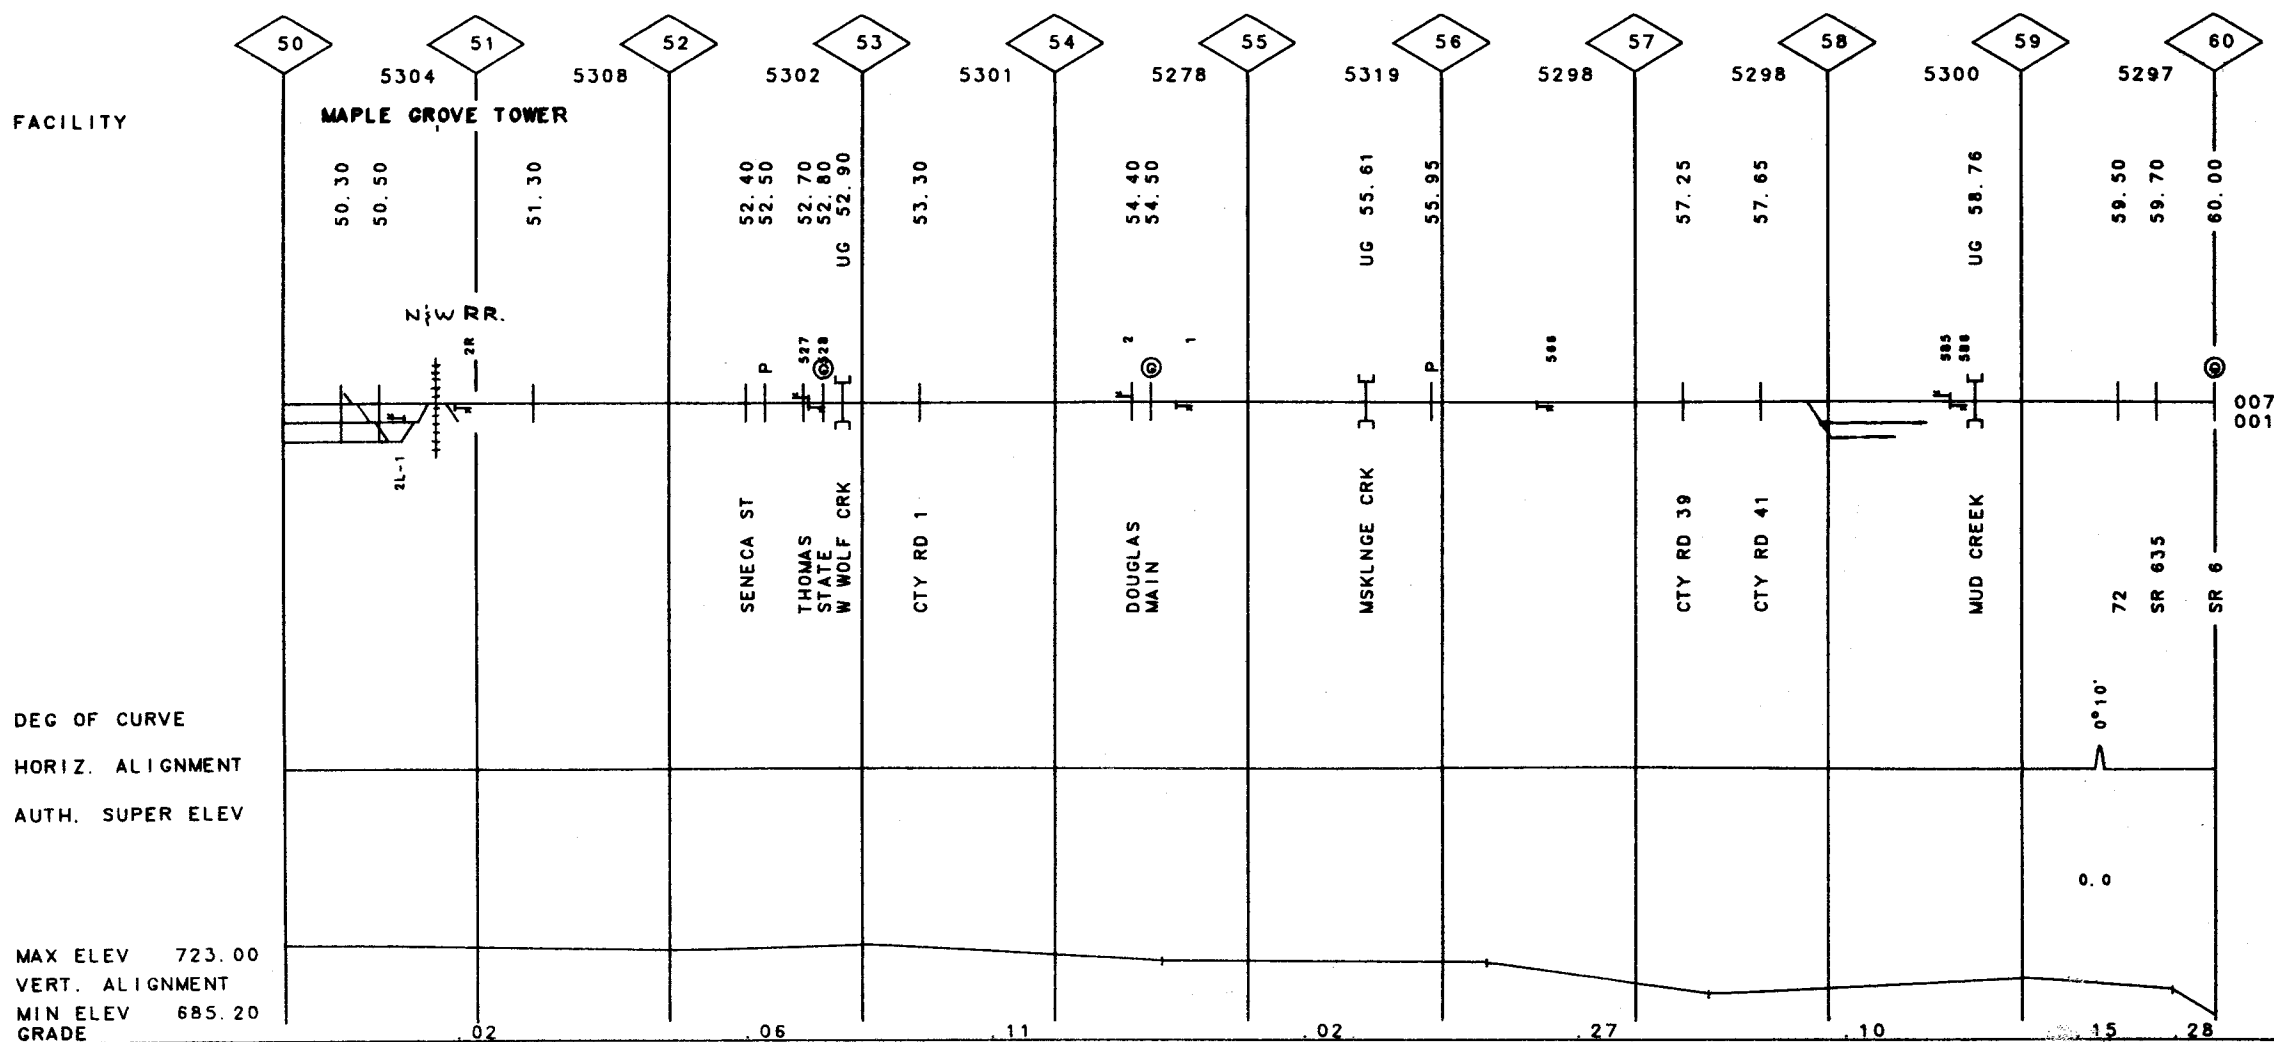 50 51 52 53 54 55 56 57 58 59 60
5304 5308 5302 5301 5278 5319 5298 5298 5300 5297
FACILITY
MAPLE GROVE TOWER
50.30
50.50
51.30
52.40
52.50
52.70
52.80
UG 52.90
53.30
54.40
54.50
UG 55.61
55.95
57.25
57.65
UG 58.76
59.50
59.70
60.00
N&W RR.
2R
P
527
528
2
1
P
566
585
586
007
001
2L-1
SENECA ST
THOMAS
STATE
W WOLF CRK
CTY RD 1
DOUGLAS
MAIN
MSKLNGE CRK
CTY RD 39
CTY RD 41
MUD CREEK
72
SR 635
SR 6
DEG OF CURVE
0°10'
HORIZ. ALIGNMENT
AUTH. SUPER ELEV
0.0
MAX ELEV 723.00
VERT. ALIGNMENT
MIN ELEV 685.20
GRADE .02 .06 .11 .02 .27 .10 .15 .28